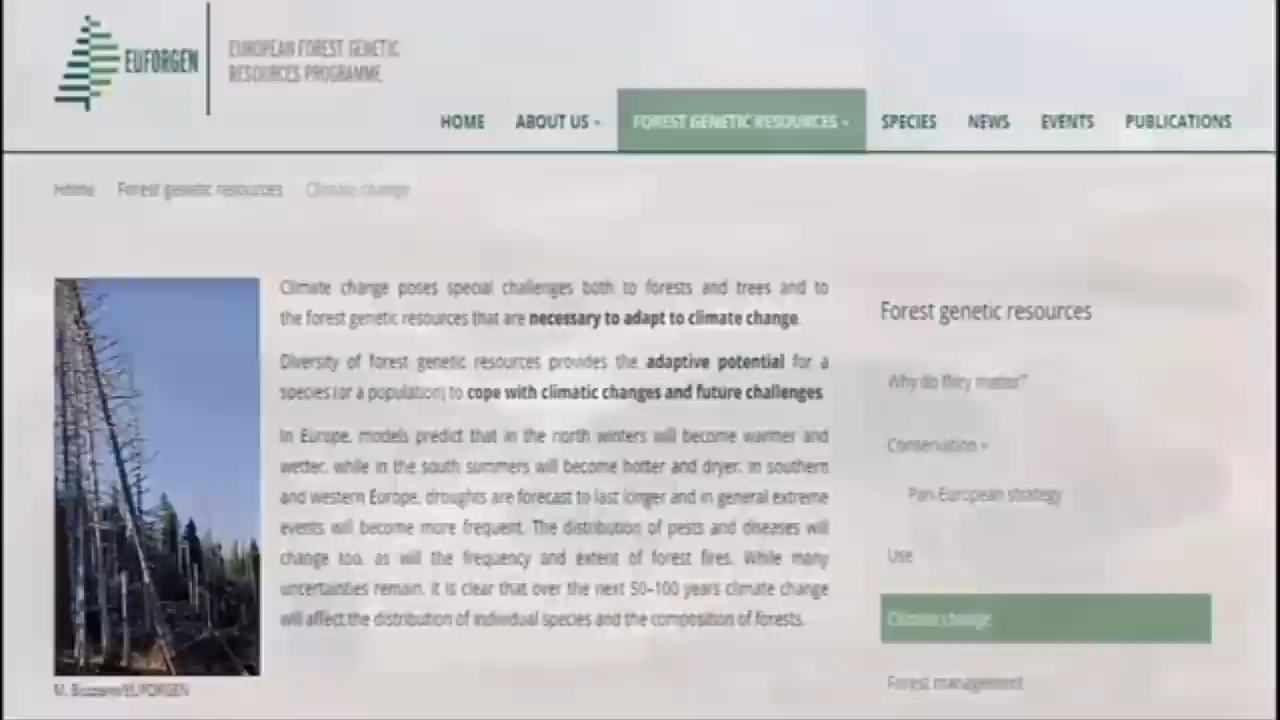 EUFORGEN
EUROPEAN FOREST GENETIC
RESOURCES PROGRAMME
HOME ABOUT US FOREST GENETIC RESOURCES SPECIES NEWS EVENTS PUBLICATIONS
Home Forest genetic resources Climate change
Climate change poses special challenges both to forests and trees and to
the forest genetic resources that are necessary to adapt to climate change.
Diversity of forest genetic resources provides the adaptive potential for a
species (or a population) to cope with climatic changes and future challenges
In Europe, models predict that in the north winters will become warmer and
wetter, while in the south summers will become hotter and dryer. In southern
and western Europe, droughts are forecast to last longer and in general extreme
events will become more frequent. The distribution of pests and diseases will
change too, as will the frequency and extent of forest fires. While many
uncertainties remain, it is clear that over the next 50–100 years climate change
will affect the distribution of individual species and the composition of forests.
M. Bozzano/EUFORGEN
Forest genetic resources
Why do they matter?
Conservation
Pan-European strategy
Use
Climate change
Forest management